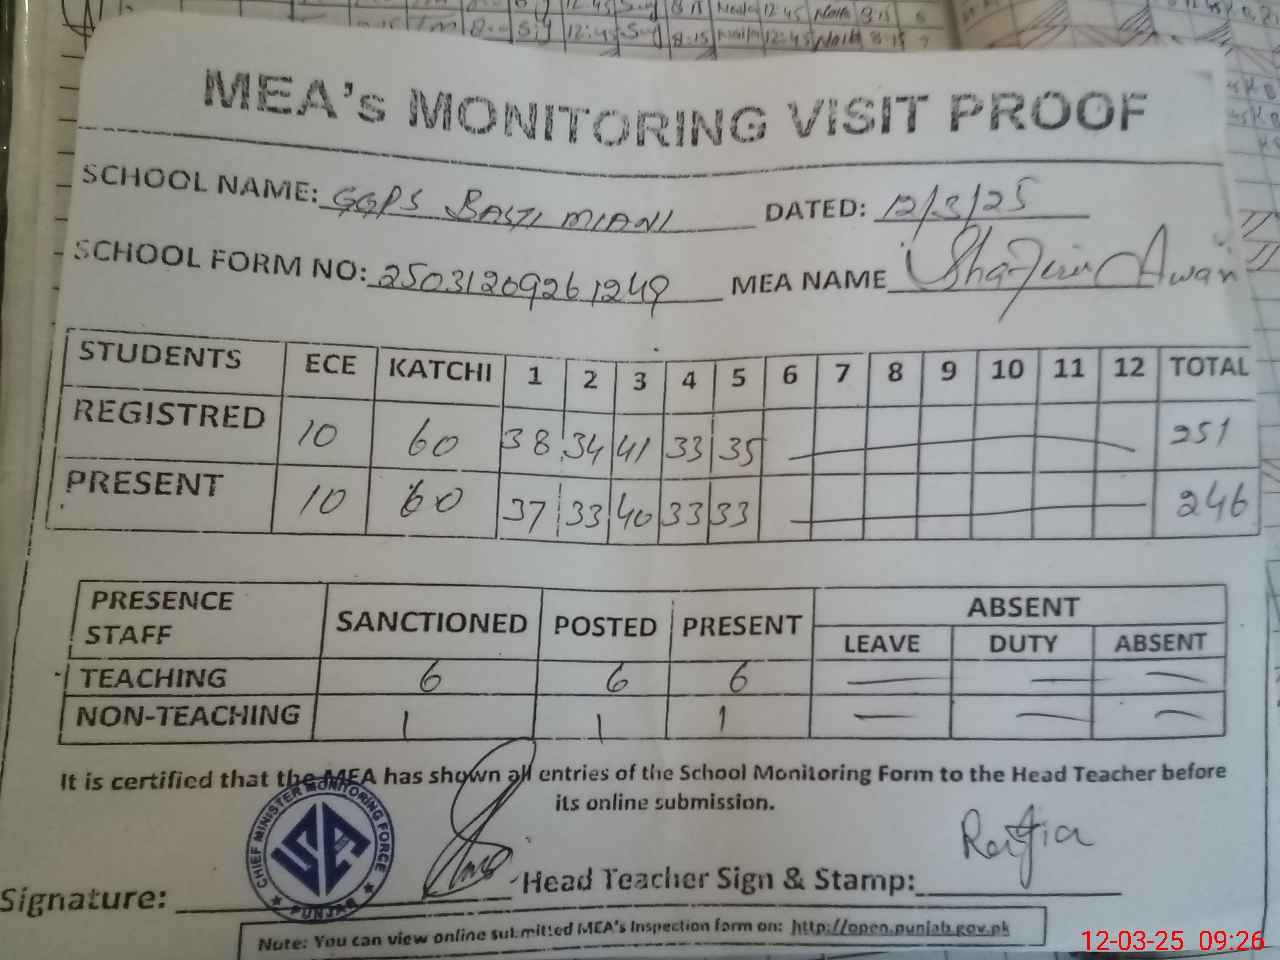 MEA's MONITORING VISIT PROOF
SCHOOL NAME: GGPS BASTI MIANI DATED: 12/3/25
SCHOOL FORM NO: 25031209261249 MEA NAME Awan
STUDENTS ECE KATCHI 1 2 3 4 5 6 7 8 9 10 11 12 TOTAL
REGISTRED 10 60 38 34 41 33 35 251
PRESENT 10 60 37 33 40 33 33 246
PRESENCE STAFF SANCTIONED POSTED PRESENT ABSENT
LEAVE DUTY ABSENT
TEACHING 6 6 6 — — —
NON-TEACHING 1 1 1 — — —
It is certified that the MEA has shown all entries of the School Monitoring Form to the Head Teacher before
its online submission.
CHIEF MINISTER MONITORING FORCE
PUNJAB
Signature: Head Teacher Sign & Stamp:
Note: You can view online submitted MEA's Inspection form on: http://open.punjab.gov.pk
12-03-25 09:26